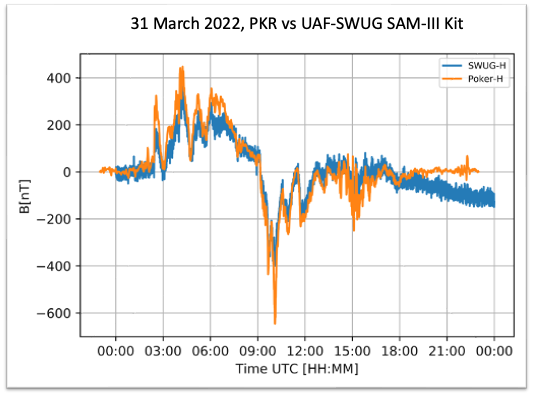 31 March 2022, PKR vs UAF-SWUG SAM-III Kit
SWUG-H
Poker-H
400
200
0
−200
−400
−600
B[nT]
00:00 03:00 06:00 09:00 12:00 15:00 18:00 21:00 00:00
Time UTC [HH:MM]